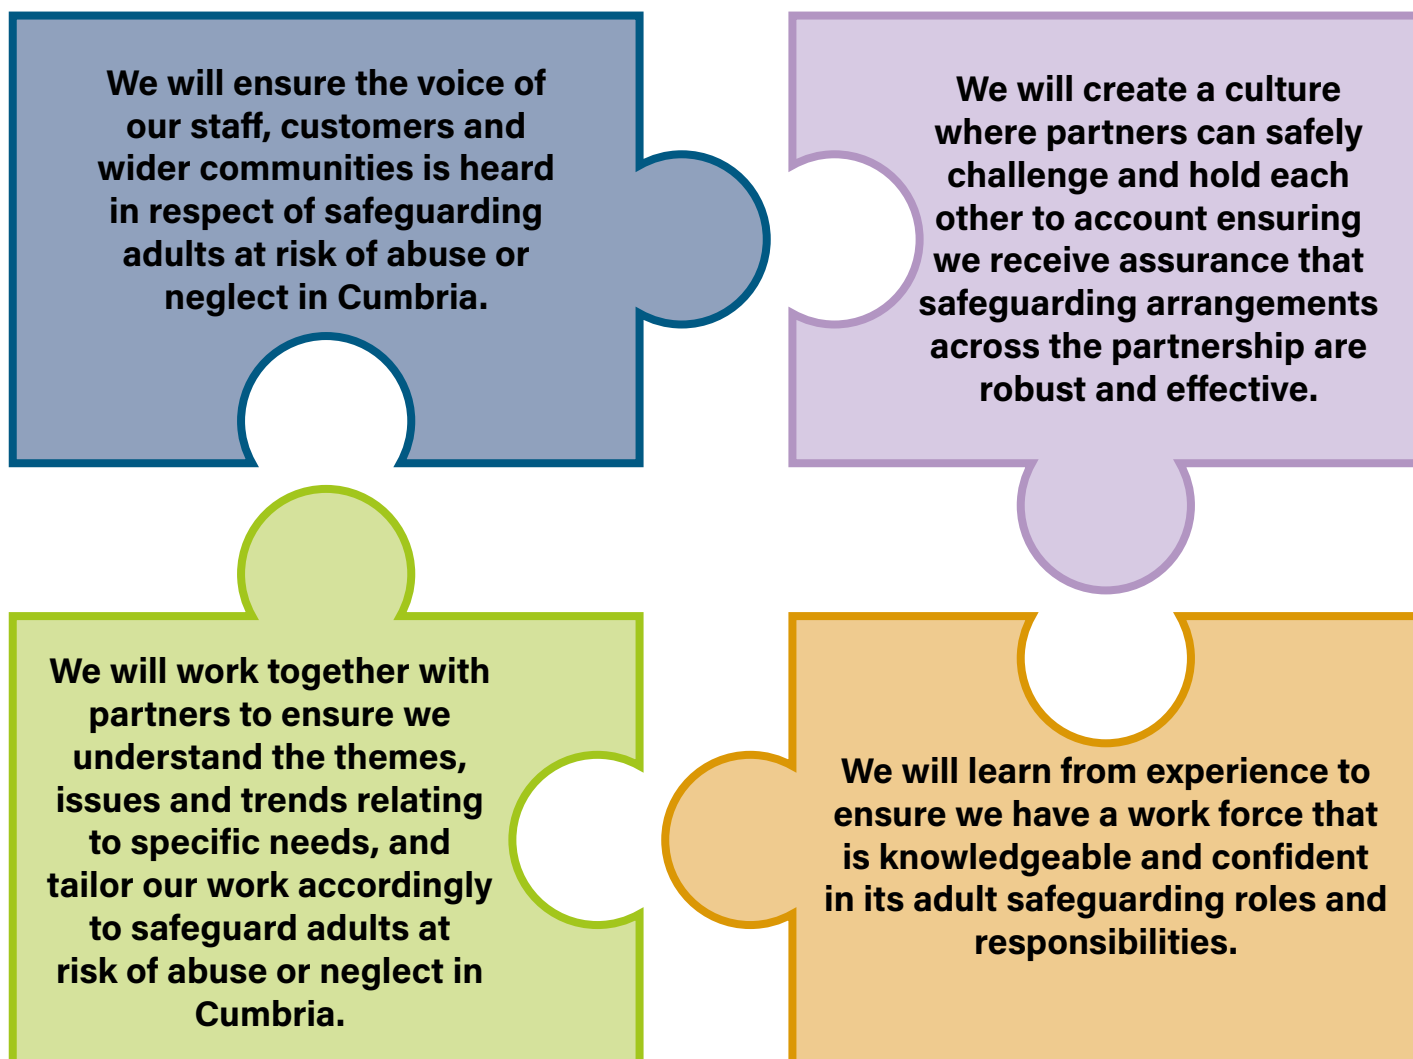 We will ensure the voice of
our staff, customers and
wider communities is heard
in respect of safeguarding
adults at risk of abuse or
neglect in Cumbria.
We will create a culture
where partners can safely
challenge and hold each
other to account ensuring
we receive assurance that
safeguarding arrangements
across the partnership are
robust and effective.
We will work together with
partners to ensure we
understand the themes,
issues and trends relating
to specific needs, and
tailor our work accordingly
to safeguard adults at
risk of abuse or neglect in
Cumbria.
We will learn from experience to
ensure we have a work force that
is knowledgeable and confident
in its adult safeguarding roles and
responsibilities.